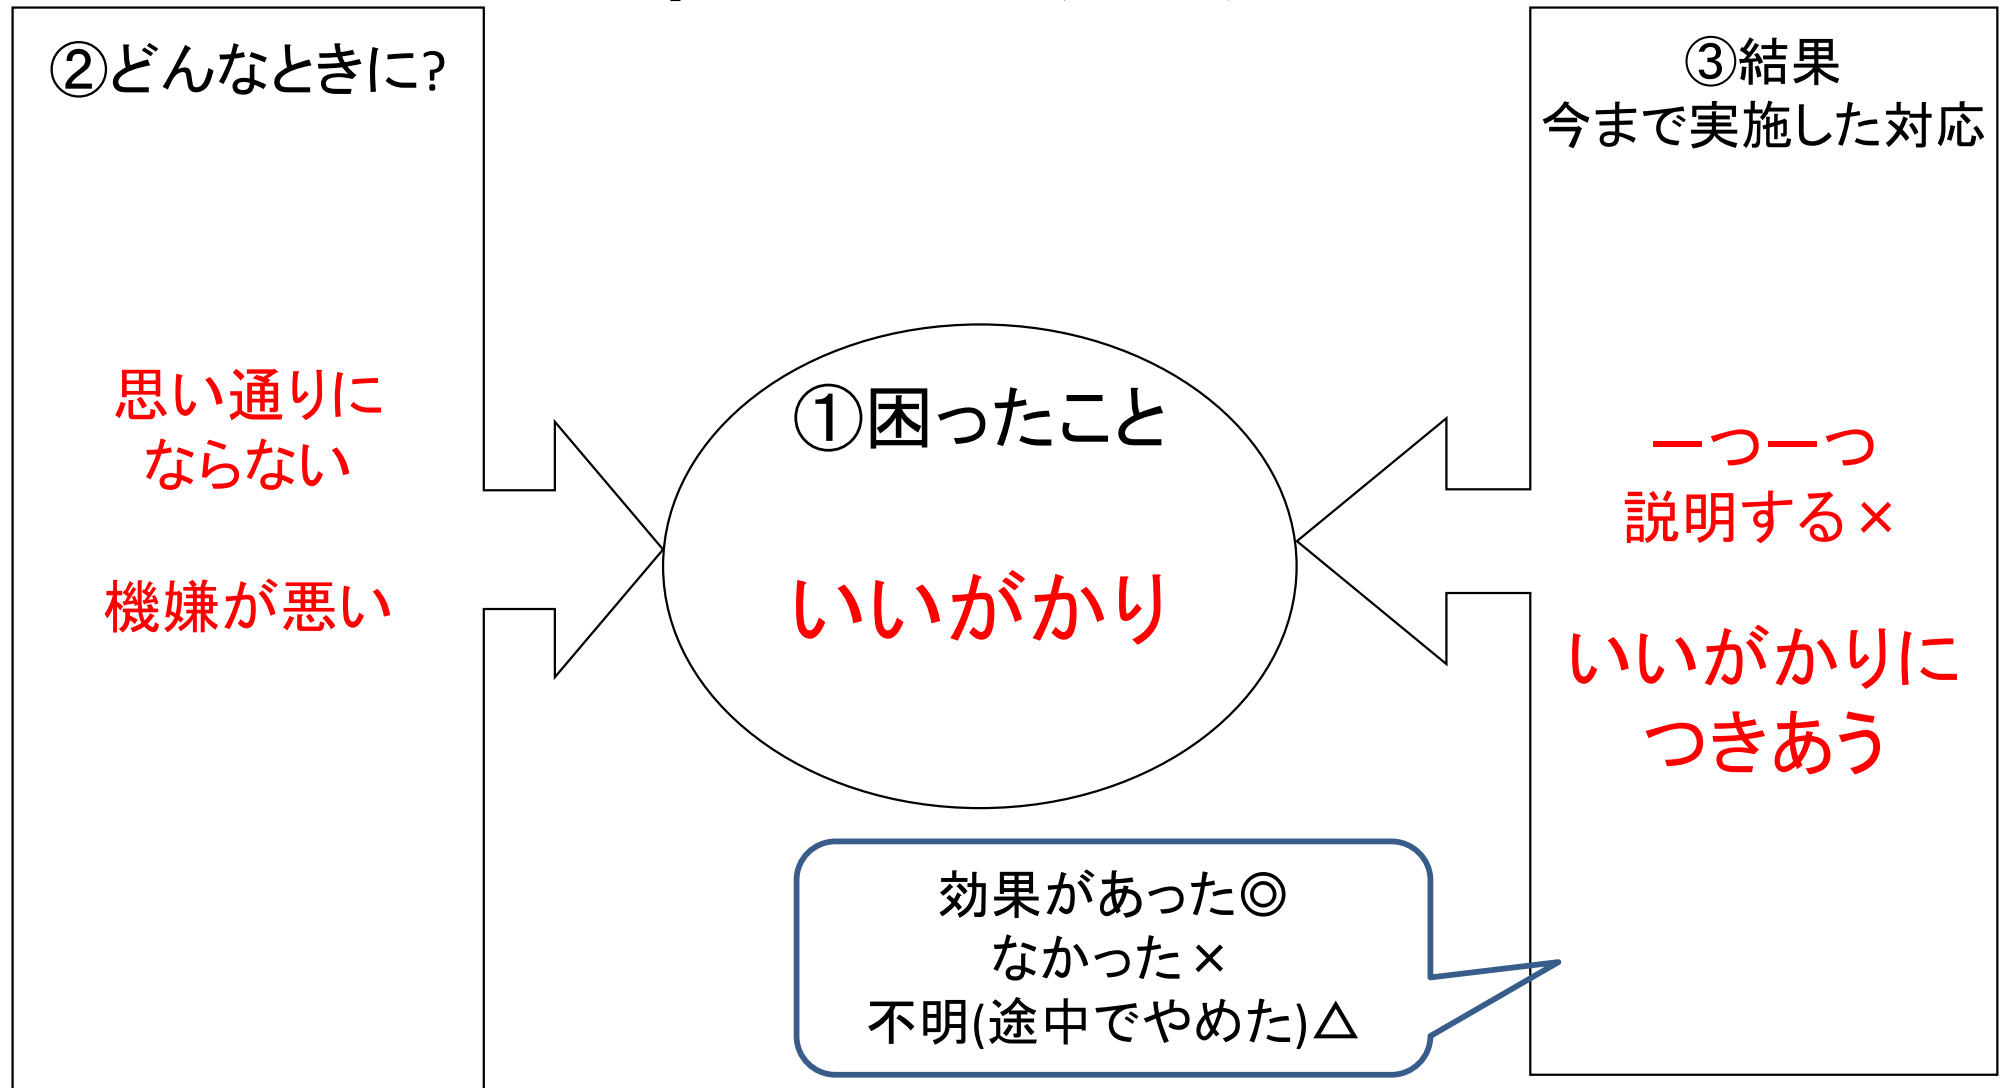 ②どんなときに?
思い通りに
ならない
機嫌が悪い
①困ったこと
いいがかり
③結果
今まで実施した対応
一つ一つ
説明する×
いいがかりに
つきあう
効果があった◎
なかった×
不明(途中でやめた)△